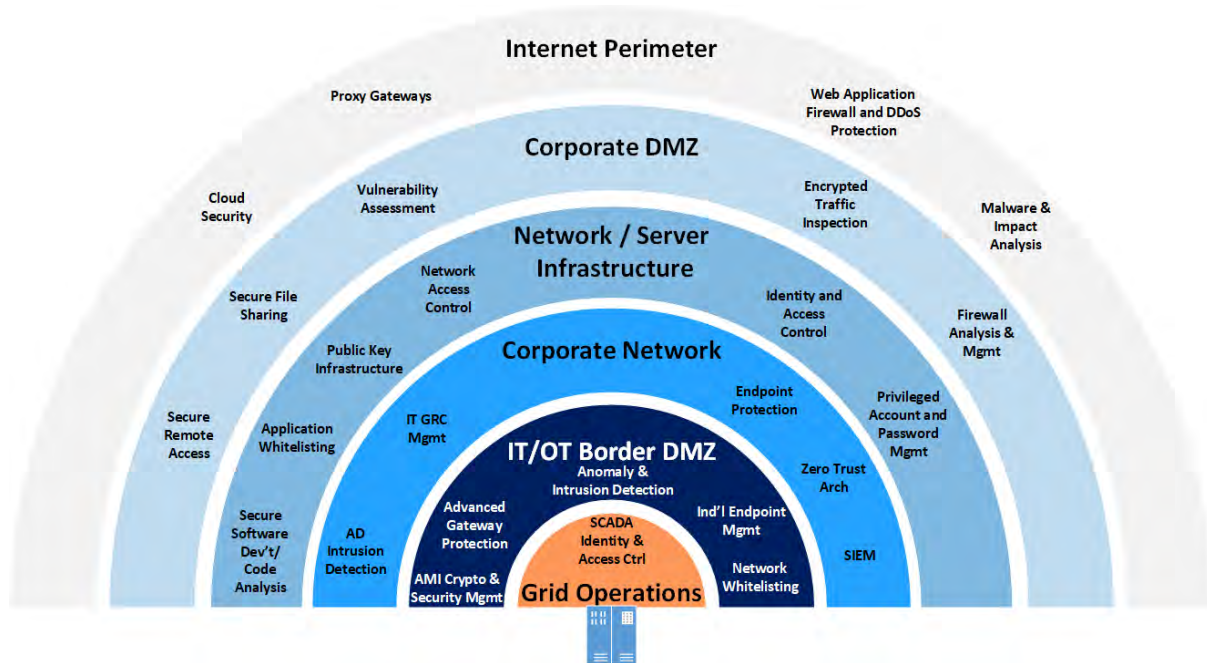 Internet Perimeter
Proxy Gateways
Web Application
Firewall and DDoS
Protection
Cloud
Security
Malware &
Impact
Analysis
Corporate DMZ
Vulnerability
Assessment
Encrypted
Traffic
Inspection
Secure File
Sharing
Firewall
Analysis &
Mgmt
Secure
Remote
Access
Network / Server
Infrastructure
Network
Access
Control
Identity and
Access
Control
Public Key
Infrastructure
Privileged
Account and
Password
Mgmt
Application
Whitelisting
Secure
Software
Dev't/
Code
Analysis
Corporate Network
IT GRC
Mgmt
Endpoint
Protection
Zero Trust
Arch
AD
Intrusion
Detection
SIEM
IT/OT Border DMZ
Anomaly &
Intrusion Detection
Advanced
Gateway
Protection
Ind'l Endpoint
Mgmt
AMI Crypto &
Security Mgmt
Network
Whitelisting
SCADA
Identity &
Access Ctrl
Grid Operations